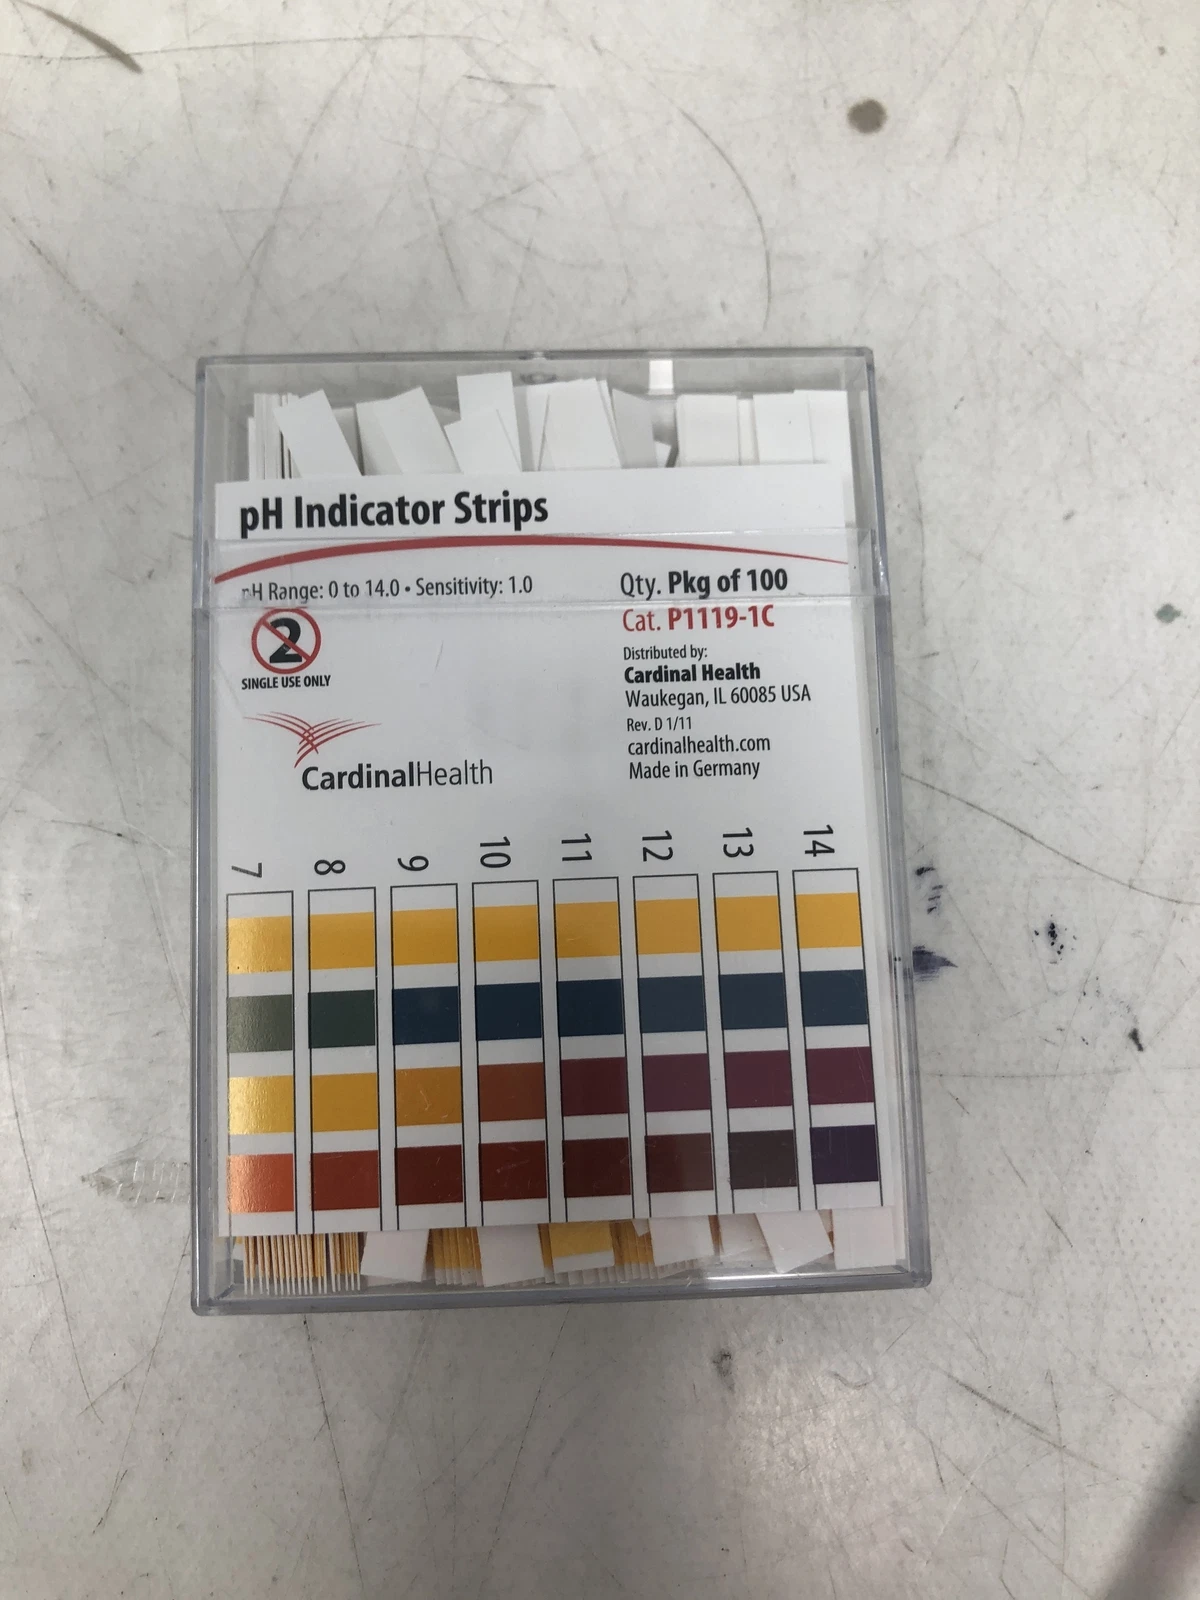 pH Indicator Strips
pH Range: 0 to 14.0 • Sensitivity: 1.0
2
SINGLE USE ONLY
CardinalHealth
Qty. Pkg of 100
Cat. P1119-1C
Distributed by:
Cardinal Health
Waukegan, IL 60085 USA
Rev. D 1/11
cardinalhealth.com
Made in Germany
7 8 9 10 11 12 13 14